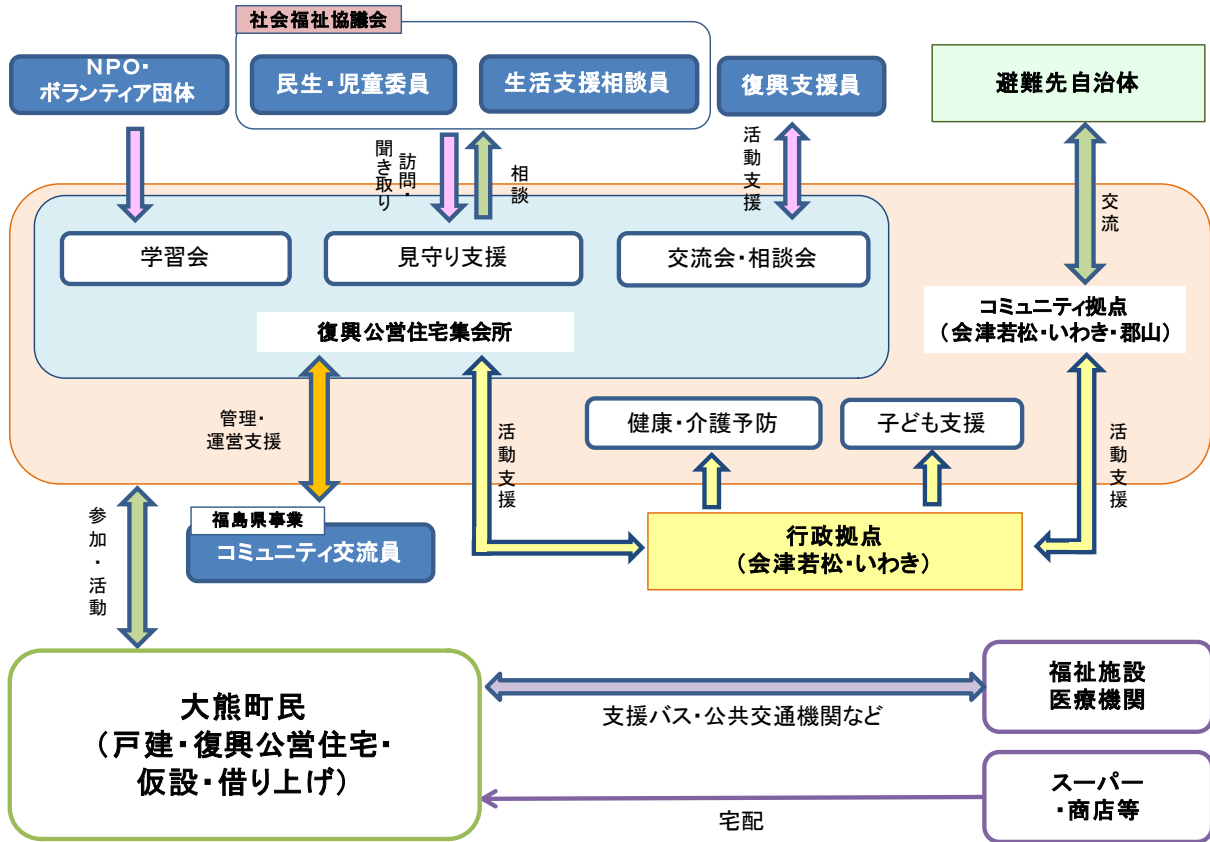 社会福祉協議会
NPO・
ボランティア団体
民生・児童委員
生活支援相談員
復興支援員
避難先自治体
訪問・
聞き取り
相談
活動支援
交流
学習会
見守り支援
交流会・相談会
復興公営住宅集会所
コミュニティ拠点
（会津若松・いわき・郡山）
管理・
運営支援
活動支援
健康・介護予防
子ども支援
活動支援
参加・活動
福島県事業
コミュニティ交流員
行政拠点
（会津若松・いわき）
大熊町民
（戸建・復興公営住宅・
仮設・借り上げ）
支援バス・公共交通機関など
福祉施設
医療機関
宅配
スーパー
・商店等